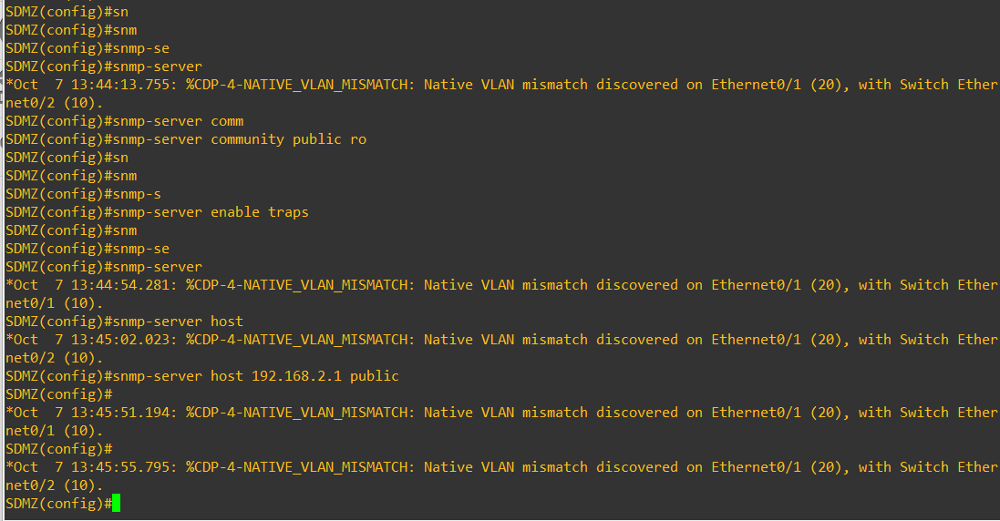 SDMZ(config)#sn
SDMZ(config)#snm
SDMZ(config)#snmp-se
SDMZ(config)#snmp-server
*Oct  7 13:44:13.755: %CDP-4-NATIVE_VLAN_MISMATCH: Native VLAN mismatch discovered on Ethernet0/1 (20), with Switch Ether
net0/2 (10).
SDMZ(config)#snmp-server comm
SDMZ(config)#snmp-server community public ro
SDMZ(config)#sn
SDMZ(config)#snm
SDMZ(config)#snmp-s
SDMZ(config)#snmp-server enable traps
SDMZ(config)#snm
SDMZ(config)#snmp-se
SDMZ(config)#snmp-server
*Oct  7 13:44:54.281: %CDP-4-NATIVE_VLAN_MISMATCH: Native VLAN mismatch discovered on Ethernet0/1 (20), with Switch Ether
net0/1 (10).
SDMZ(config)#snmp-server host
*Oct  7 13:45:02.023: %CDP-4-NATIVE_VLAN_MISMATCH: Native VLAN mismatch discovered on Ethernet0/1 (20), with Switch Ether
net0/2 (10).
SDMZ(config)#snmp-server host 192.168.2.1 public
SDMZ(config)#
*Oct  7 13:45:51.194: %CDP-4-NATIVE_VLAN_MISMATCH: Native VLAN mismatch discovered on Ethernet0/1 (20), with Switch Ether
net0/1 (10).
SDMZ(config)#
*Oct  7 13:45:55.795: %CDP-4-NATIVE_VLAN_MISMATCH: Native VLAN mismatch discovered on Ethernet0/1 (20), with Switch Ether
net0/2 (10).
SDMZ(config)#